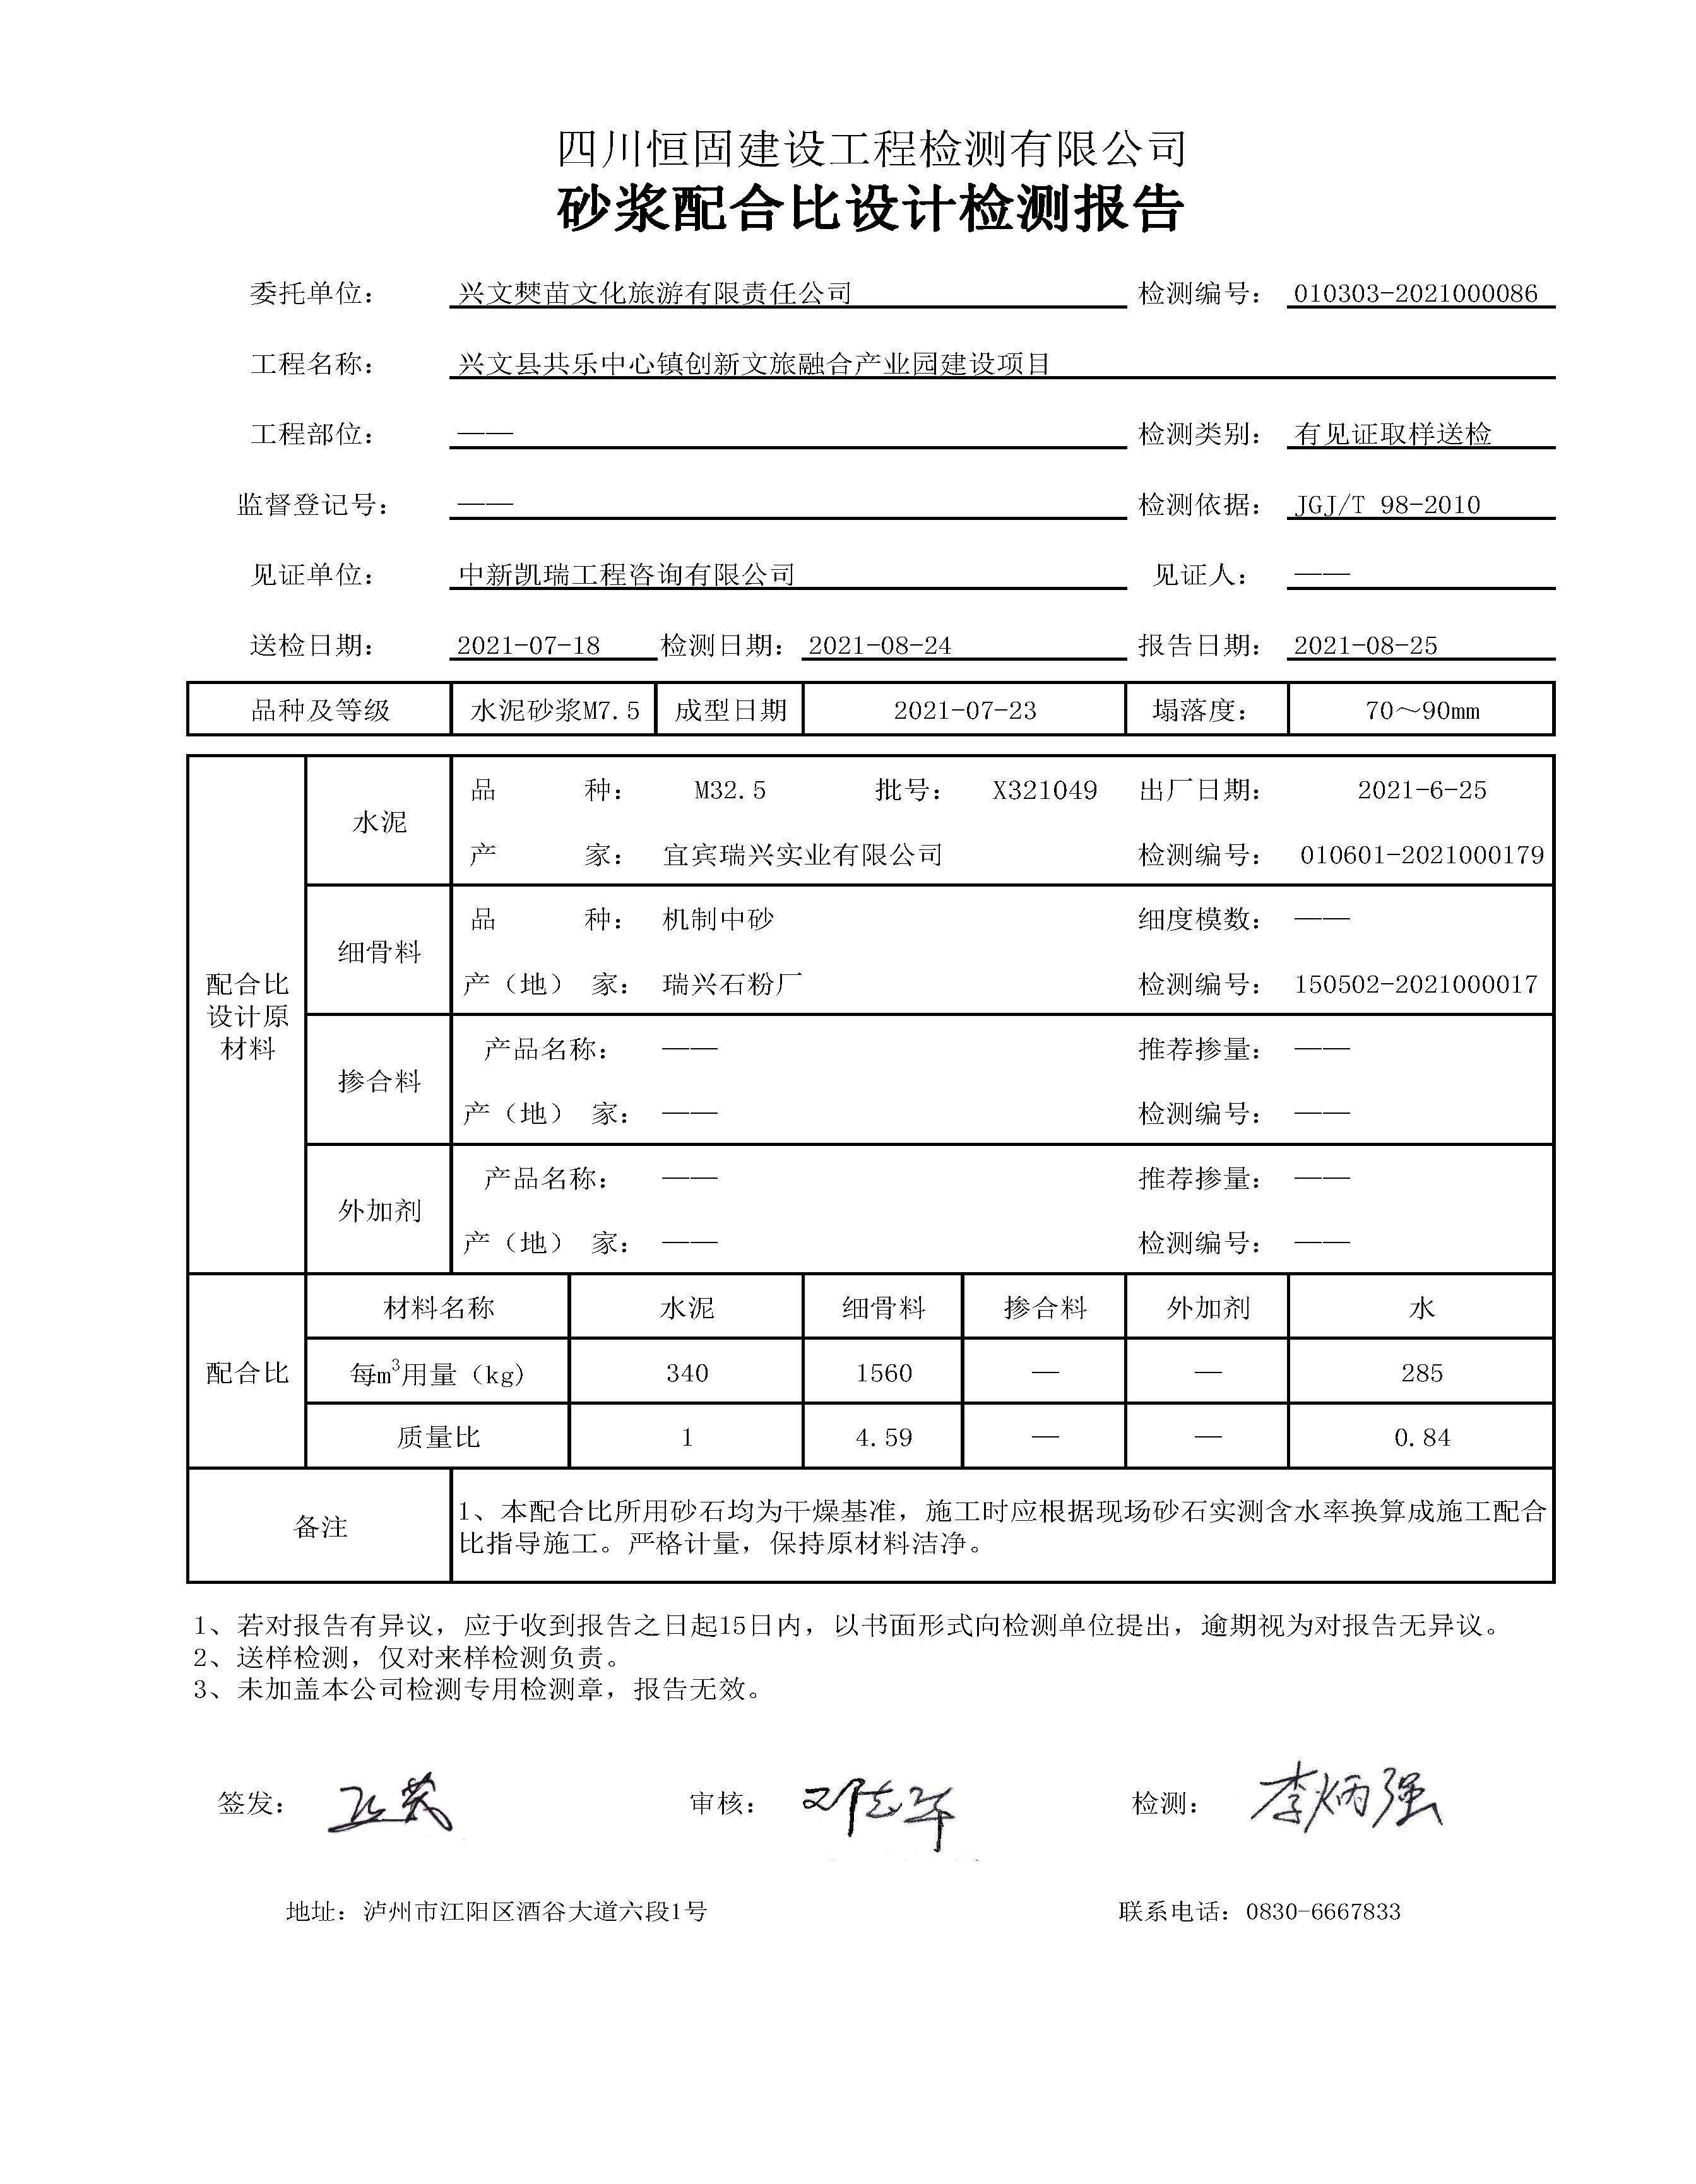 四川恒固建设工程检测有限公司
砂浆配合比设计检测报告
委托单位： 兴文僰苗文化旅游有限责任公司 检测编号： 010303-2021000086
工程名称： 兴文县共乐中心镇创新文旅融合产业园建设项目
工程部位： —— 检测类别： 有见证取样送检
监督登记号： —— 检测依据： JGJ/T 98-2010
见证单位： 中新凯瑞工程咨询有限公司 见证人： ——
送检日期： 2021-07-18 检测日期： 2021-08-24 报告日期： 2021-08-25
品种及等级 水泥砂浆M7.5 成型日期 2021-07-23 塌落度： 70～90mm
配合比设计原材料
水泥
品 种： M32.5 批号： X321049 出厂日期： 2021-6-25
产 家： 宜宾瑞兴实业有限公司 检测编号： 010601-2021000179
细骨料
品 种： 机制中砂 细度模数： ——
产（地） 家： 瑞兴石粉厂 检测编号： 150502-2021000017
掺合料
产品名称： —— 推荐掺量： ——
产（地） 家： —— 检测编号： ——
外加剂
产品名称： —— 推荐掺量： ——
产（地） 家： —— 检测编号： ——
配合比
材料名称 水泥 细骨料 掺合料 外加剂 水
每m³用量（kg） 340 1560 — — 285
质量比 1 4.59 — — 0.84
备注
1、本配合比所用砂石均为干燥基准，施工时应根据现场砂石实测含水率换算成施工配合
比指导施工。严格计量，保持原材料洁净。
1、若对报告有异议，应于收到报告之日起15日内，以书面形式向检测单位提出，逾期视为对报告无异议。
2、送样检测，仅对来样检测负责。
3、未加盖本公司检测专用检测章，报告无效。
签发： 审核： 检测： 李炳强
地址：泸州市江阳区酒谷大道六段1号 联系电话：0830-6667833